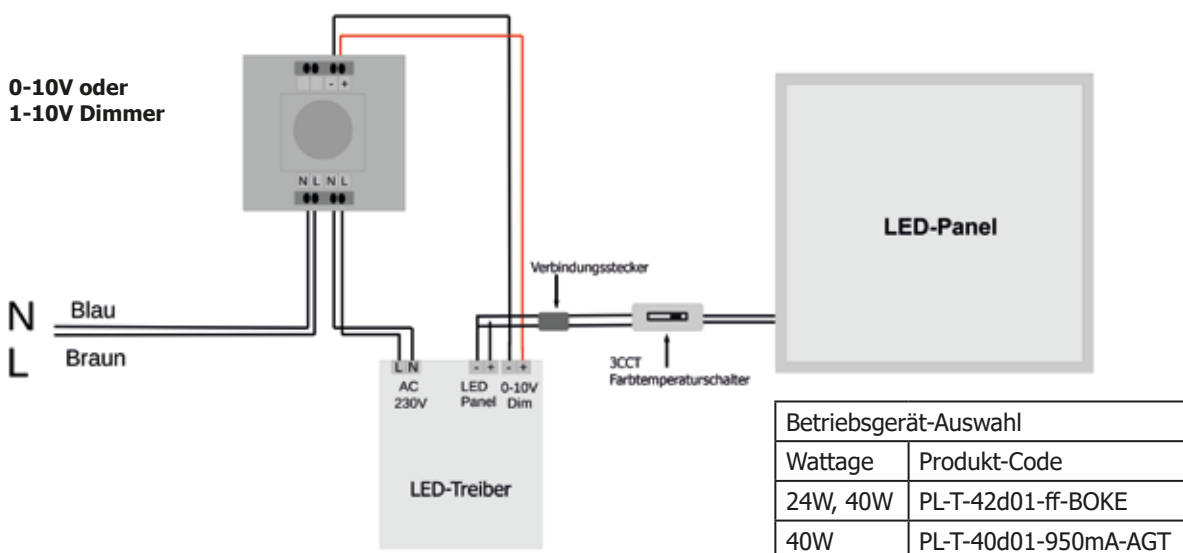 0-10V oder
1-10V Dimmer
- +
N L N L
N Blau
L Braun
Verbindungsstecker
3CCT
Farbtemperaturschalter
LED-Panel
L N
AC
230V
- +
LED
Panel
- +
0-10V
Dim
LED-Treiber
Betriebsgerät-Auswahl
Wattage Produkt-Code
24W, 40W PL-T-42d01-ff-BOKE
40W PL-T-40d01-950mA-AGT